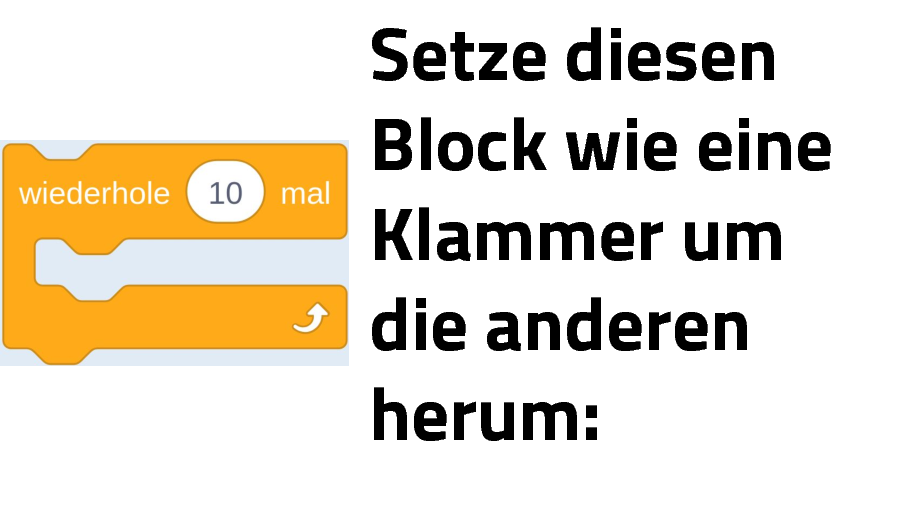 wiederhole 10 mal
Setze diesen
Block wie eine
Klammer um
die anderen
herum: